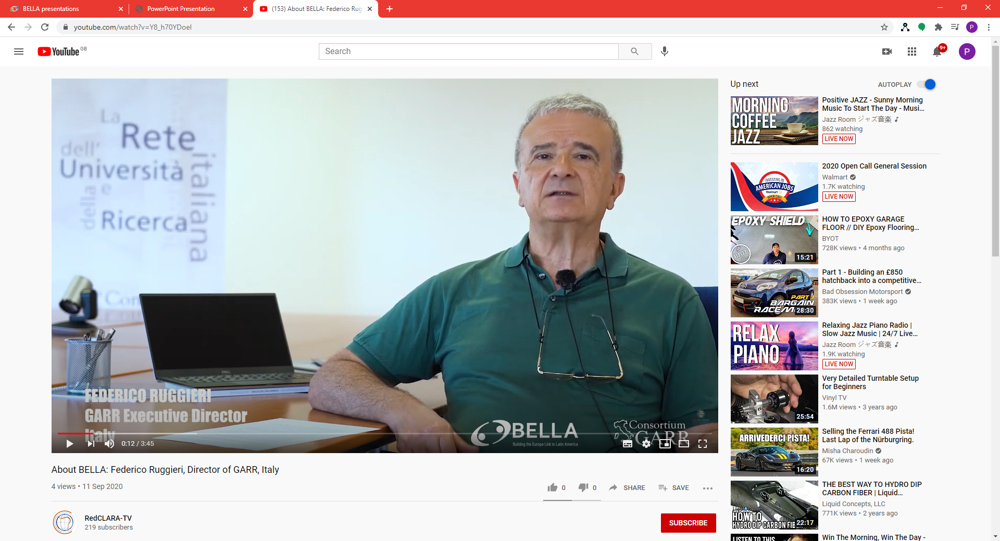 BELLA presentations
PowerPoint Presentation
(153) About BELLA: Federico Rug
youtube.com/watch?v=Y8_h70YDoeI
P
YouTube GB
Search
9+
P
La
Rete
dell'
Università
italiana
e
della
Ricerca
Con
DELL
FEDERICO RUGGIERI
GARR Executive Director
Italy
BELLA
Building the Europe Link to Latin America
Consortium
GARR
0:12 / 3:45
About BELLA: Federico Ruggieri, Director of GARR, Italy
4 views • 11 Sep 2020
0
0
SHARE
SAVE
RedCLARA-TV
219 subscribers
SUBSCRIBE
Up next
AUTOPLAY
MORNING
COFFEE
JAZZ
Positive JAZZ - Sunny Morning
Music To Start The Day - Musi...
Jazz Room ジャズ音楽 ♪
862 watching
LIVE NOW
INVESTING IN
AMERICAN JOBS
Walmart
OPEN CALL
2020 Open Call General Session
Walmart
1.7K watching
LIVE NOW
EPOXY SHIELD
BYOT
15:21
HOW TO EPOXY GARAGE
FLOOR // DIY Epoxy Flooring...
BYOT
728K views • 4 months ago
PART 1
BARGAIN
RACEM
28:30
Part 1 - Building an £850
hatchback into a competitive...
Bad Obsession Motorsport
383K views • 1 week ago
RELAX
PIANO
Relaxing Jazz Piano Radio |
Slow Jazz Music | 24/7 Live...
Jazz Room ジャズ音楽 ♪
1.9K watching
LIVE NOW
25:54
Very Detailed Turntable Setup
for Beginners
Vinyl TV
1.6M views • 3 years ago
ARRIVEDERCI PISTA!
16:20
Selling the Ferrari 488 Pista!
Last Lap of the Nürburgring.
Misha Charoudin
67K views • 1 week ago
HOW TO
HYDRO DIP CARBON FIB
22:17
THE BEST WAY TO HYDRO DIP
CARBON FIBER | Liquid...
Liquid Concepts, LLC
771K views • 2 years ago
LISTEN TO THIS
Win The Morning, Win The Day -